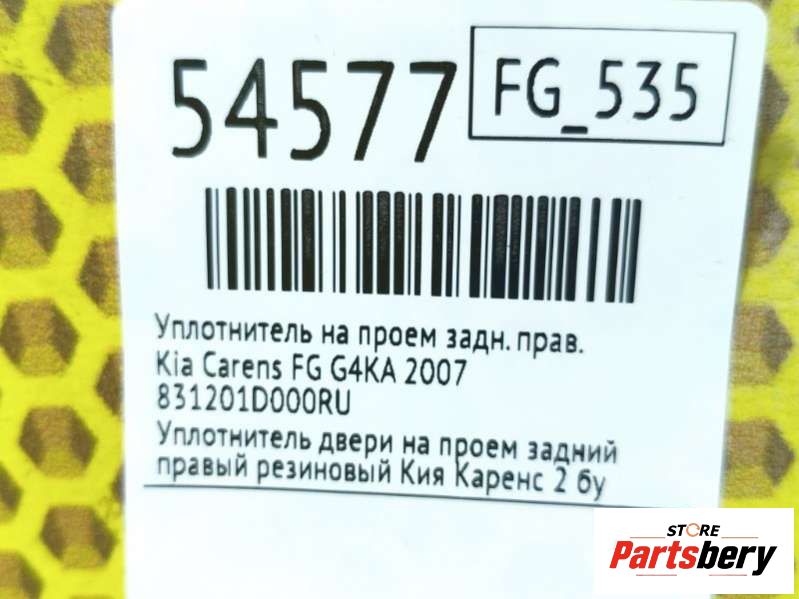 54577
FG_535
Уплотнитель на проем задн. прав.
Kia Carens FG G4KA 2007
831201D000RU
Уплотнитель двери на проем задний
правый резиновый Кия Каренс 2 бу
STORE
Partsbery